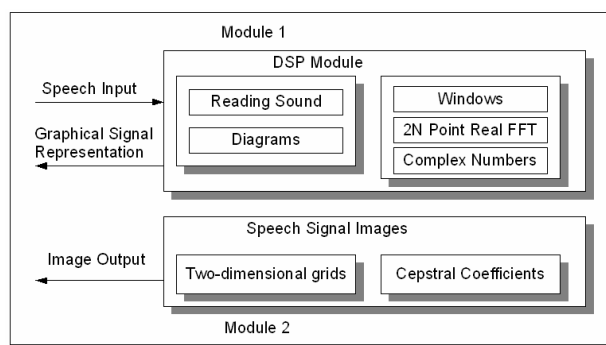 Module 1
DSP Module
Speech Input
Reading Sound
Windows
Graphical Signal
Representation
Diagrams
2N Point Real FFT
Complex Numbers
Speech Signal Images
Image Output
Two-dimensional grids
Cepstral Coefficients
Module 2